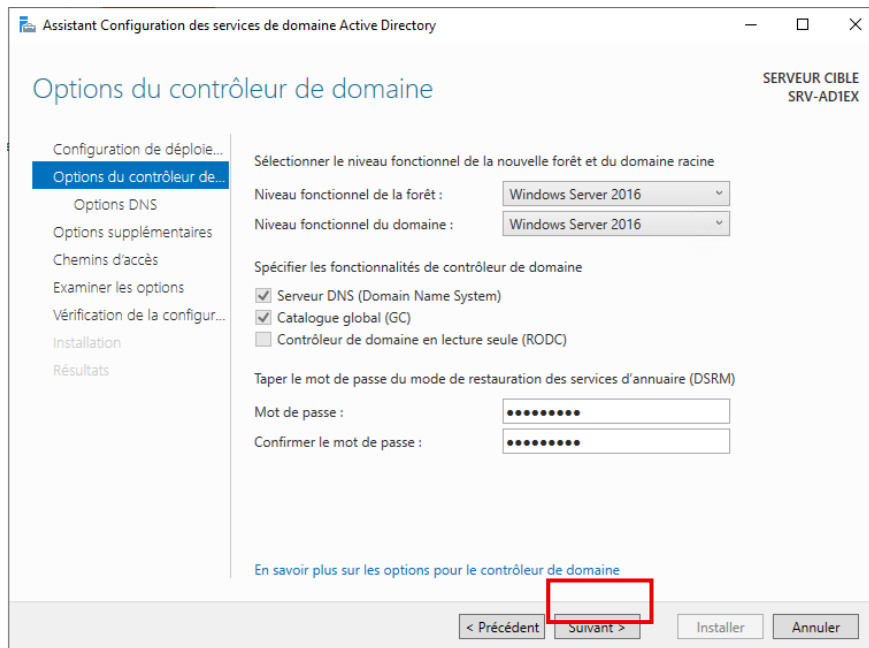 Assistant Configuration des services de domaine Active Directory
Options du contrôleur de domaine
SERVEUR CIBLE
SRV-AD1EX
Configuration de déploie...
Options du contrôleur de...
Options DNS
Options supplémentaires
Chemins d'accès
Examiner les options
Vérification de la configur...
Installation
Résultats
Sélectionner le niveau fonctionnel de la nouvelle forêt et du domaine racine
Niveau fonctionnel de la forêt : Windows Server 2016
Niveau fonctionnel du domaine : Windows Server 2016
Spécifier les fonctionnalités de contrôleur de domaine
Serveur DNS (Domain Name System)
Catalogue global (GC)
Contrôleur de domaine en lecture seule (RODC)
Taper le mot de passe du mode de restauration des services d'annuaire (DSRM)
Mot de passe : •••••••••
Confirmer le mot de passe : •••••••••
En savoir plus sur les options pour le contrôleur de domaine
< Précédent Suivant > Installer Annuler